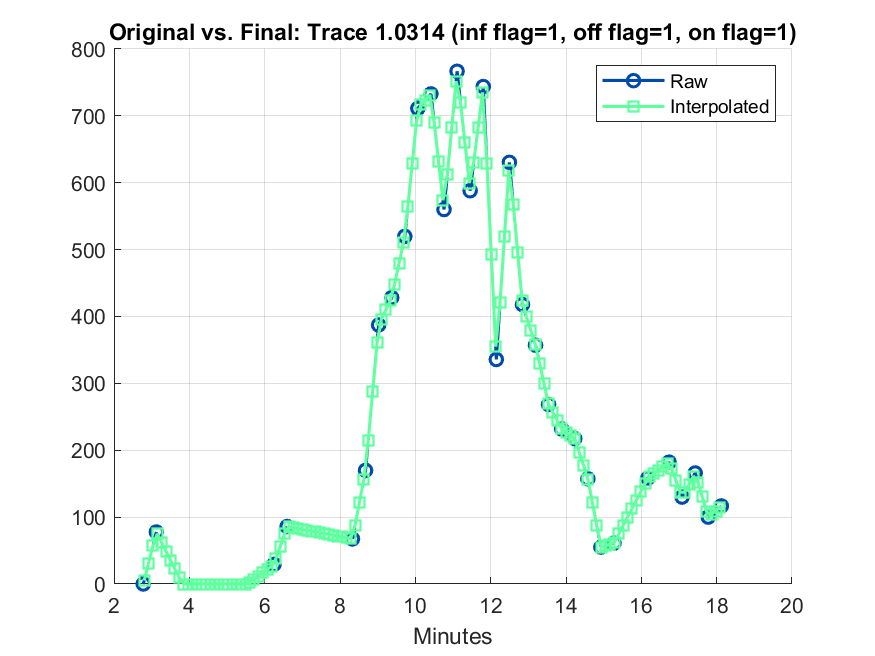 Original vs. Final: Trace 1.0314 (inf flag=1, off flag=1, on flag=1)
800
700
600
500
400
300
200
100
0
Raw
Interpolated
2 4 6 8 10 12 14 16 18 20
Minutes